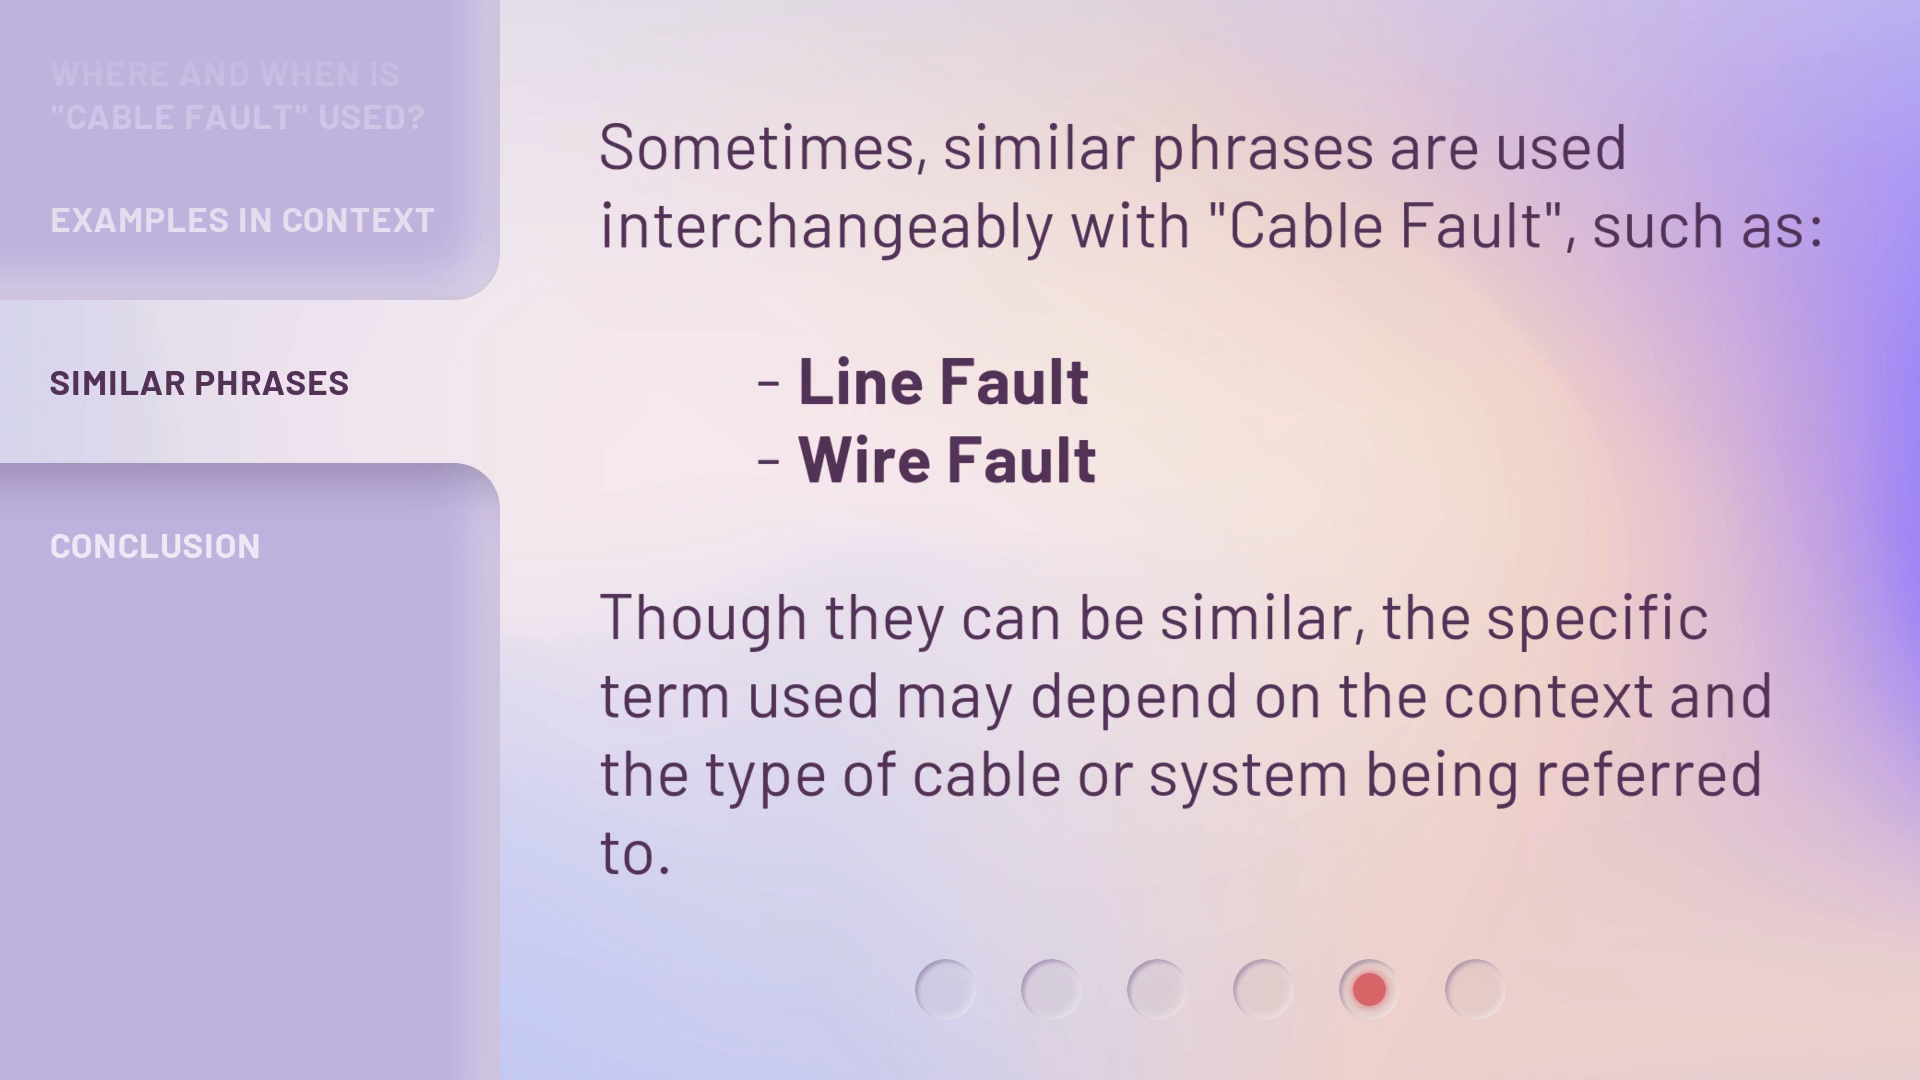 WHERE AND WHEN IS
"CABLE FAULT" USED?
EXAMPLES IN CONTEXT
SIMILAR PHRASES
CONCLUSION
Sometimes, similar phrases are used
interchangeably with "Cable Fault", such as:
- Line Fault
- Wire Fault
Though they can be similar, the specific
term used may depend on the context and
the type of cable or system being referred
to.